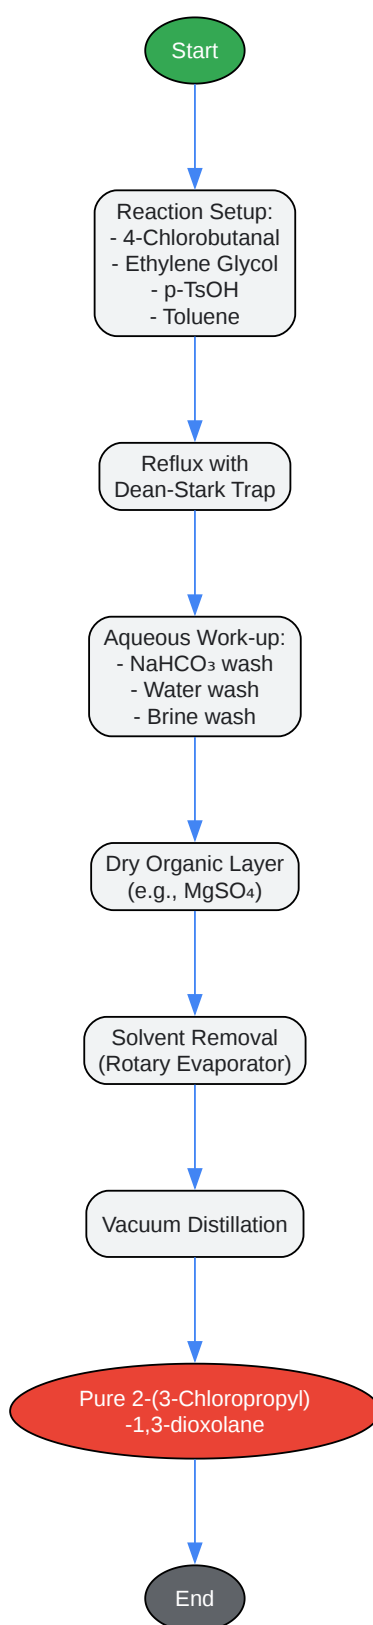 Start
Reaction Setup:
- 4-Chlorobutanal
- Ethylene Glycol
- p-TsOH
- Toluene
Reflux with
Dean-Stark Trap
Aqueous Work-up:
- NaHCO₃ wash
- Water wash
- Brine wash
Dry Organic Layer
(e.g., MgSO₄)
Solvent Removal
(Rotary Evaporator)
Vacuum Distillation
Pure 2-(3-Chloropropyl)
-1,3-dioxolane
End